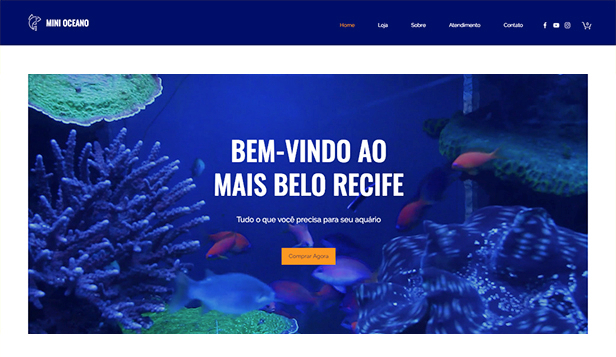 MINI OCEANO
Home Loja Sobre Atendimento Contato
BEM-VINDO AO
MAIS BELO RECIFE
Tudo o que você precisa para seu aquário
Comprar Agora